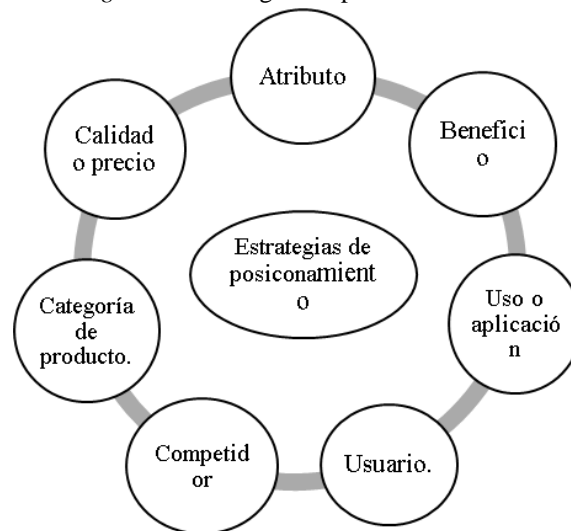 Atributo
Benefici
o
Uso o
aplicació
n
Usuario.
Competid
or
Categoría
de
producto.
Calidad
o precio
Estrategias de
posiconamient
o